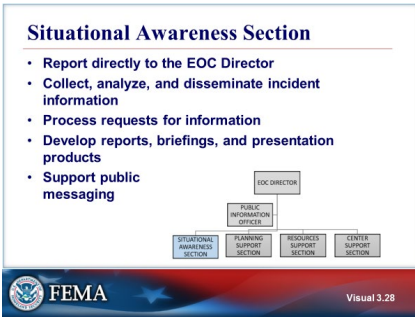 Situational Awareness Section
• Report directly to the EOC Director
• Collect, analyze, and disseminate incident
information
• Process requests for information
• Develop reports, briefings, and presentation
products
• Support public
messaging
EOC DIRECTOR
PUBLIC
INFORMATION
OFFICER
SITUATIONAL
AWARENESS
SECTION
PLANNING
SUPPORT
SECTION
RESOURCES
SUPPORT
SECTION
CENTER
SUPPORT
SECTION
FEMA
Visual 3.28